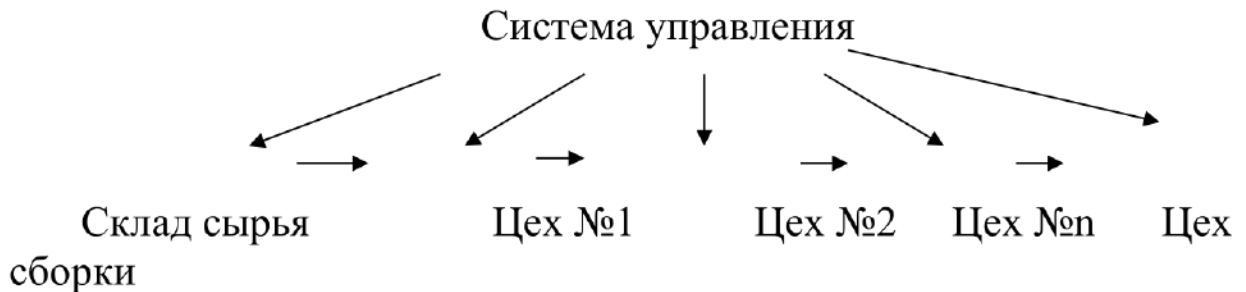 Система управления
Склад сырья Цех №1 Цех №2 Цех №n Цех
сборки